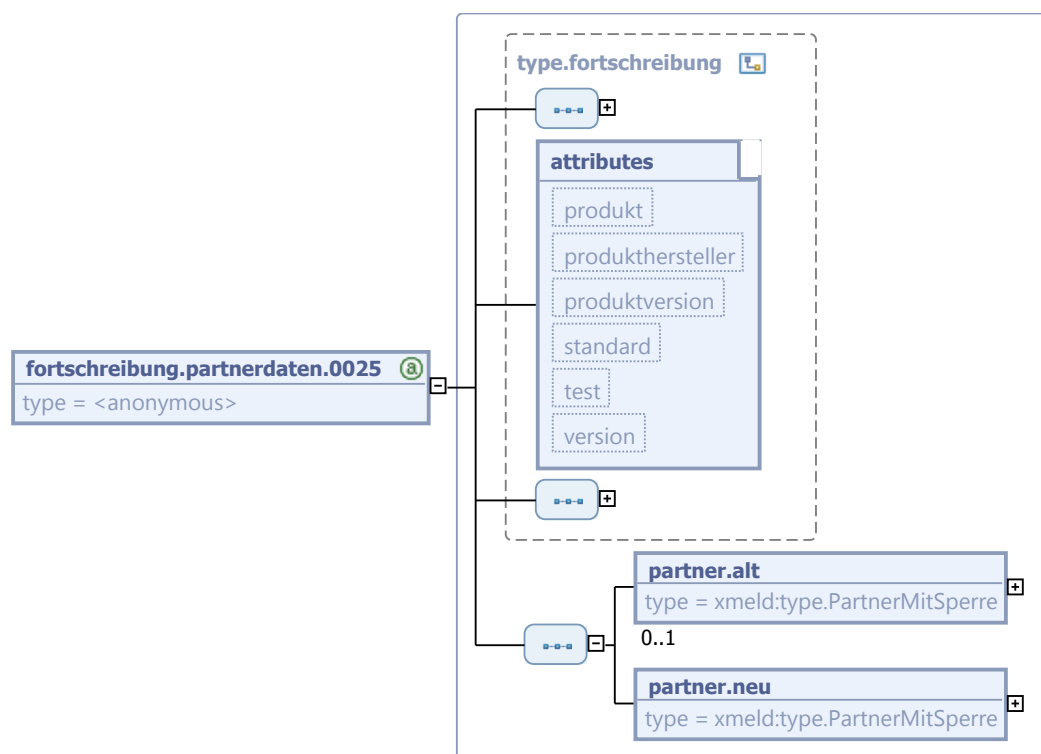 type.fortschreibung
attributes
produkt
produkthersteller
produktversion
standard
test
version
fortschreibung.partnerdaten.0025 @
type = <anonymous>
partner.alt
type = xmeld:type.PartnerMitSperre
0..1
partner.neu
type = xmeld:type.PartnerMitSperre